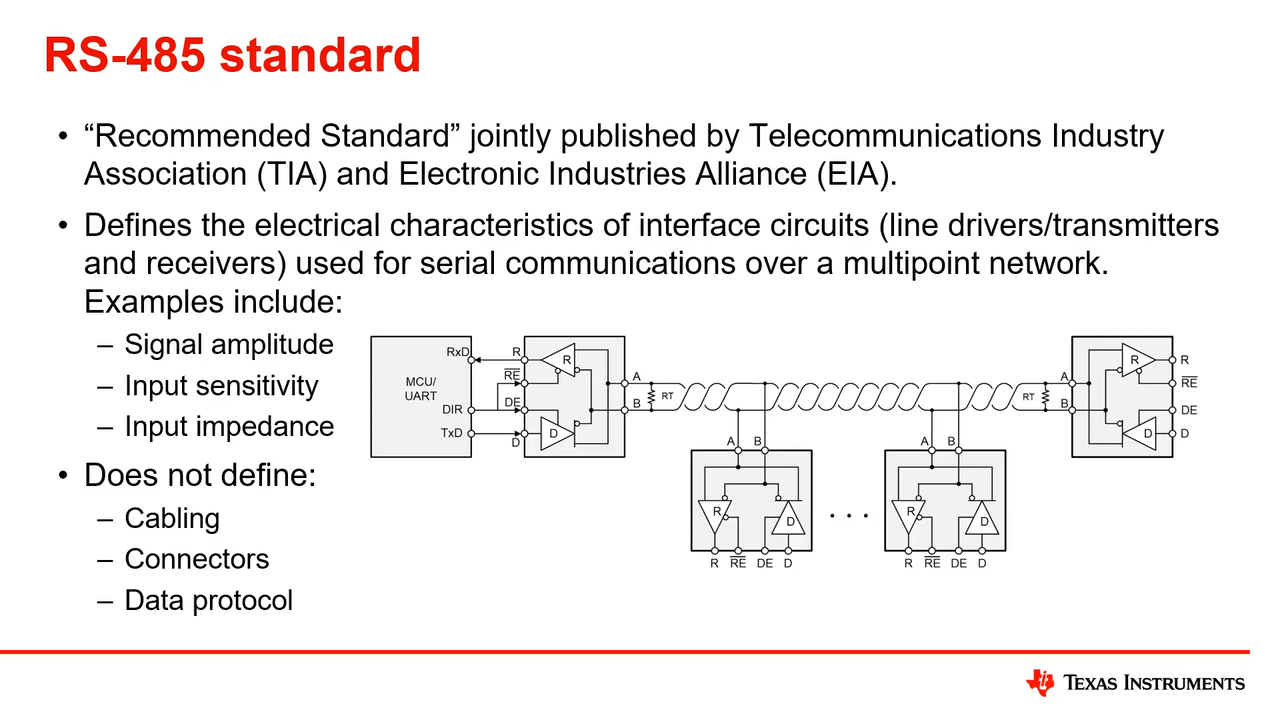 RS-485 standard
• “Recommended Standard” jointly published by Telecommunications Industry
Association (TIA) and Electronic Industries Alliance (EIA).
• Defines the electrical characteristics of interface circuits (line drivers/transmitters
and receivers) used for serial communications over a multipoint network.
Examples include:
– Signal amplitude
– Input sensitivity
– Input impedance
• Does not define:
– Cabling
– Connectors
– Data protocol
MCU/
UART
RxD
DIR
TxD
R
RE
DE
D
R
D
A
B
RT
RT
A
B
R
D
R
RE
DE
D
A B
R
D
R RE DE D
. . .
A B
R
D
R RE DE D
TEXAS INSTRUMENTS